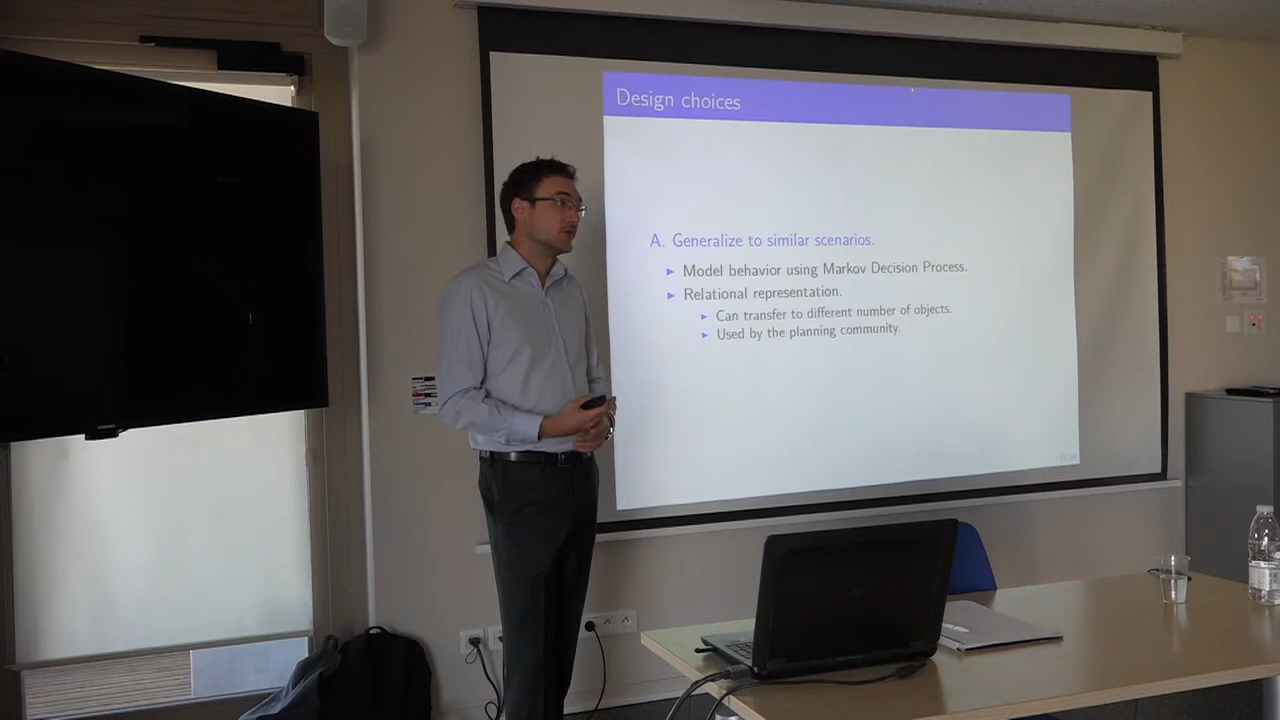 Design choices
A. Generalize to similar scenarios.
Model behavior using Markov Decision Process.
Relational representation.
Can transfer to different number of objects.
Used by the planning community.